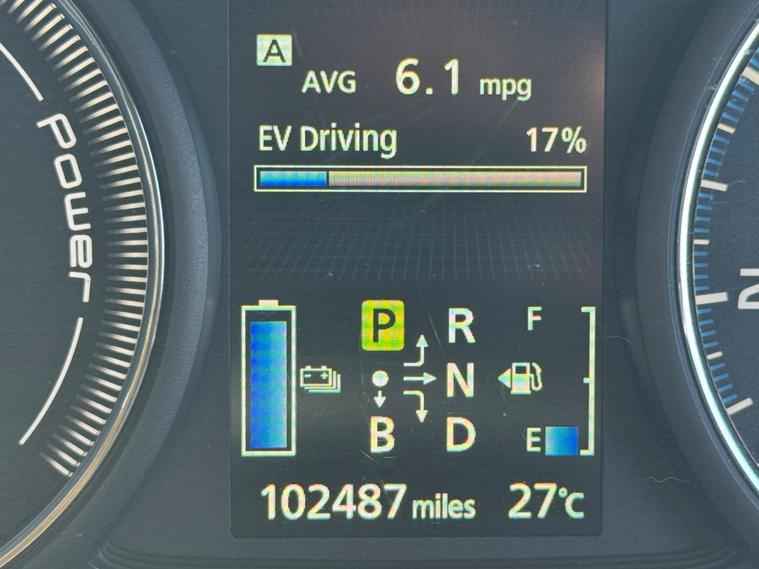 A
AVG 6.1 mpg
EV Driving 17%
Power
P R F
N
B D E
102487 miles 27°C
N